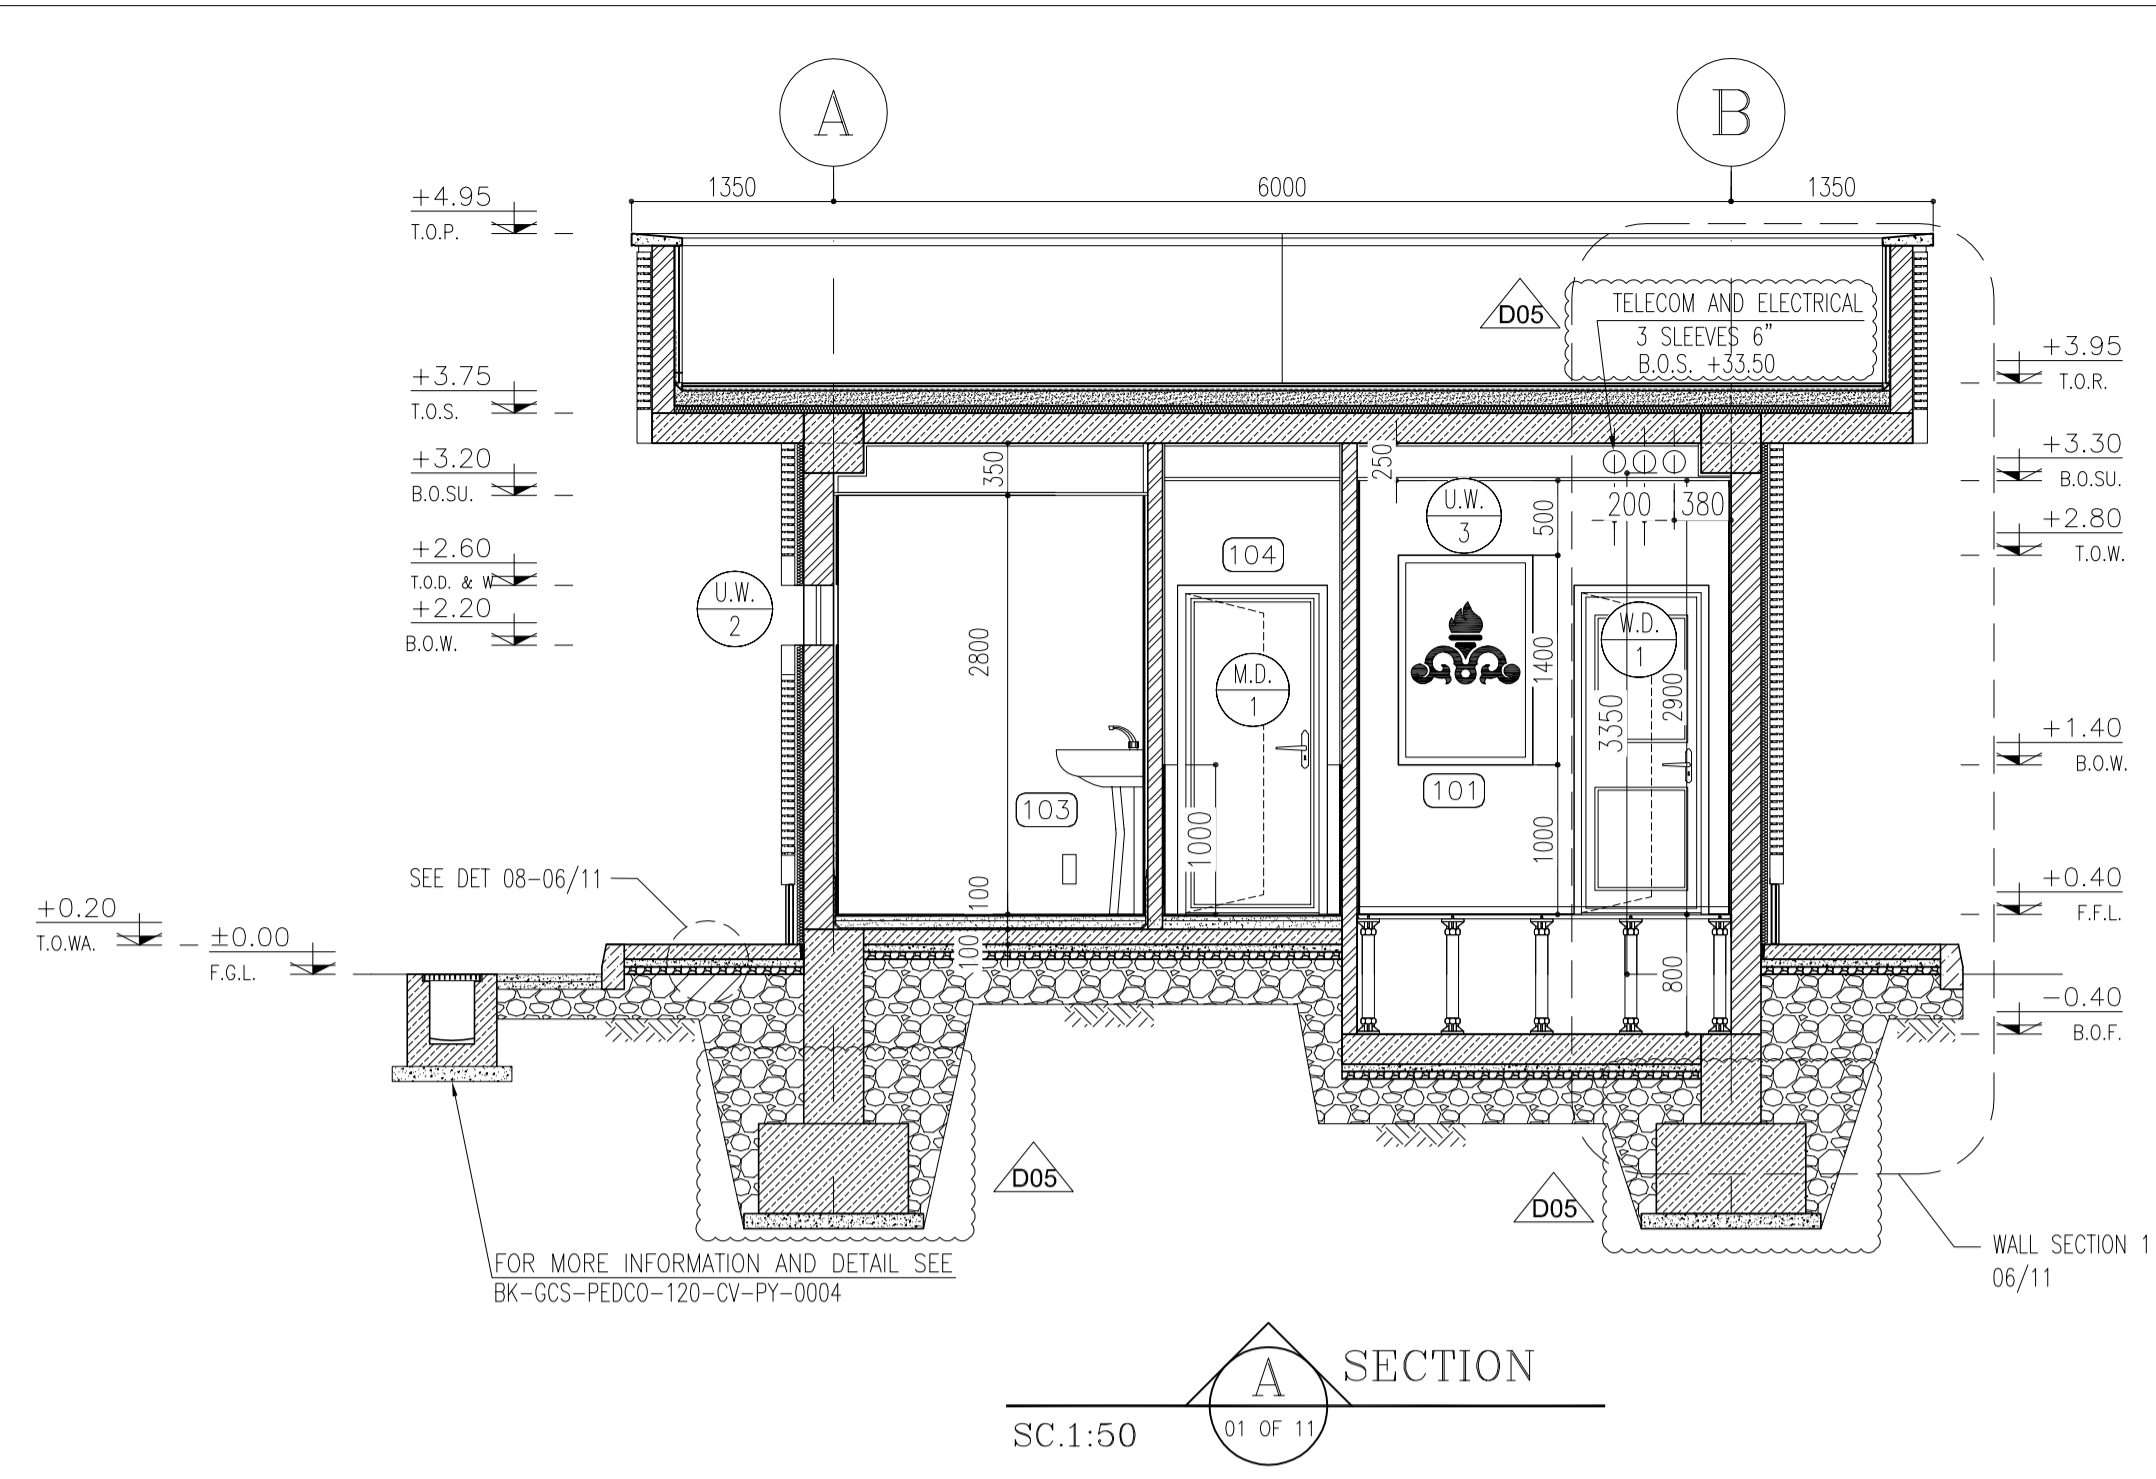 A
B
1350
6000
1350
+4.95
T.O.P.
D05
TELECOM AND ELECTRICAL
3 SLEEVES 6”
B.O.S. +33.50
+3.95
T.O.R.
+3.75
T.O.S.
+3.20
B.O.SU.
350
250
+3.30
B.O.SU.
U.W.
3
500
200
380
+2.80
T.O.W.
+2.60
T.O.D. & W
+2.20
B.O.W.
U.W.
2
104
2800
M.D.
1
1400
W.D.
1
3350
2900
+1.40
B.O.W.
101
103
1000
1000
SEE DET 08-06/11
100
+0.40
F.F.L.
+0.20
T.O.WA.
±0.00
F.G.L.
100
800
-0.40
B.O.F.
D05
D05
FOR MORE INFORMATION AND DETAIL SEE
BK-GCS-PEDCO-120-CV-PY-0004
WALL SECTION 1
06/11
A
SECTION
SC.1:50
01 OF 11